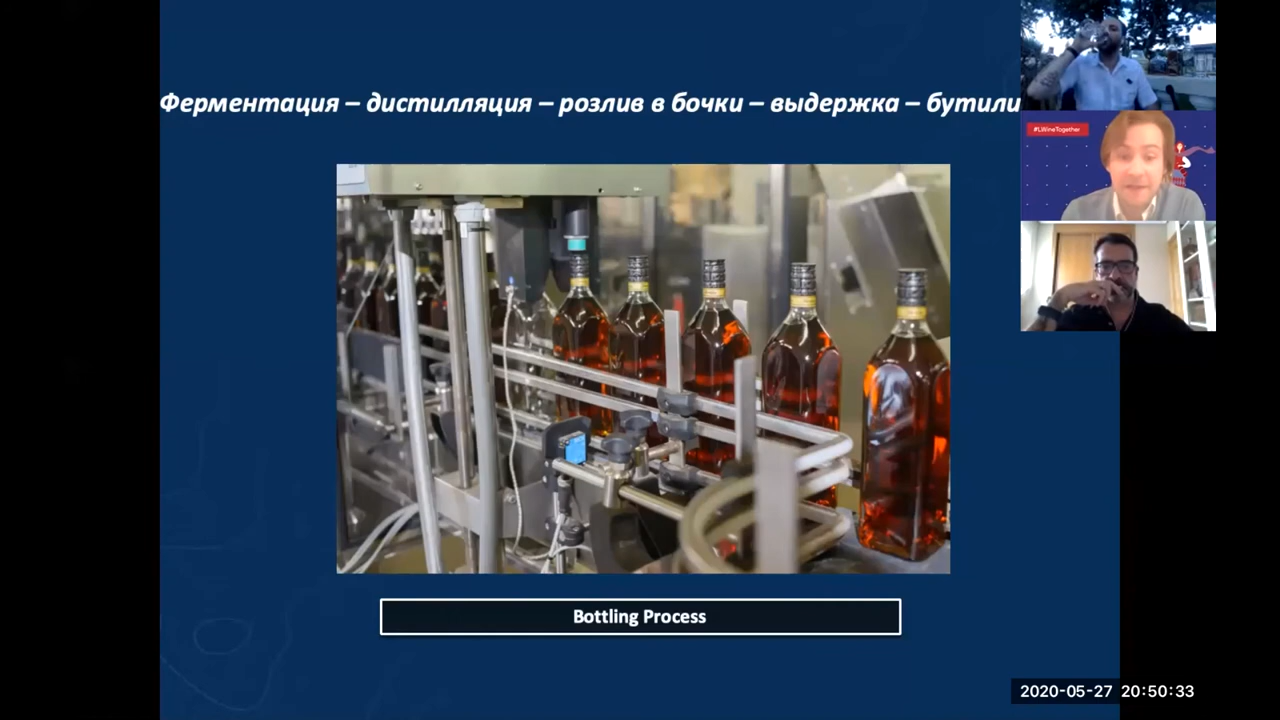 Ферментация – дистилляция – розлив в бочки – выдержка – бутили
#LWineTogether
Bottling Process
2020-05-27 20:50:33